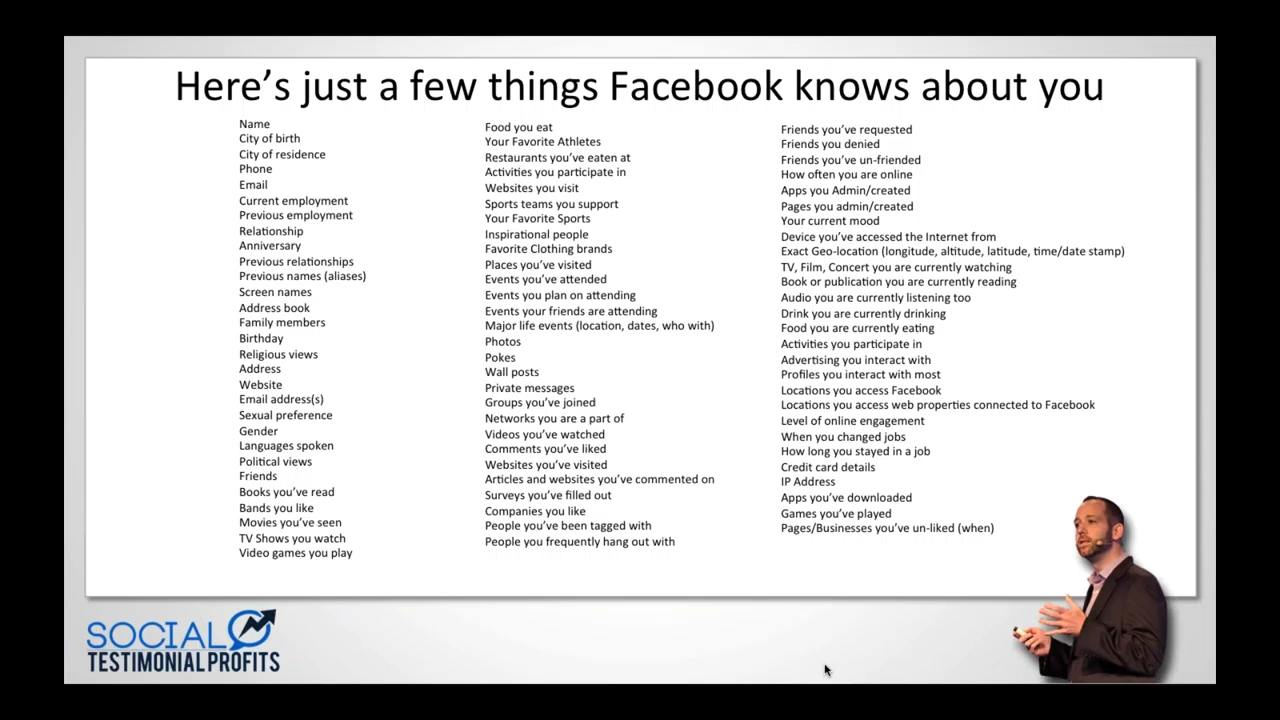 Here's just a few things Facebook knows about you
Name
City of birth
City of residence
Phone
Email
Current employment
Previous employment
Relationship
Anniversary
Previous relationships
Previous names (aliases)
Screen names
Address book
Family members
Birthday
Religious views
Address
Website
Email address(s)
Sexual preference
Gender
Languages spoken
Political views
Friends
Books you've read
Bands you like
Movies you've seen
TV Shows you watch
Video games you play
Food you eat
Your Favorite Athletes
Restaurants you've eaten at
Activities you participate in
Websites you visit
Sports teams you support
Your Favorite Sports
Inspirational people
Favorite Clothing brands
Places you've visited
Events you've attended
Events you plan on attending
Events your friends are attending
Major life events (location, dates, who with)
Photos
Pokes
Wall posts
Private messages
Groups you've joined
Networks you are a part of
Videos you've watched
Comments you've liked
Websites you've visited
Articles and websites you've commented on
Surveys you've filled out
Companies you like
People you've been tagged with
People you frequently hang out with
Friends you've requested
Friends you denied
Friends you've un-friended
How often you are online
Apps you Admin/created
Pages you admin/created
Your current mood
Device you've accessed the Internet from
Exact Geo-location (longitude, altitude, latitude, time/date stamp)
TV, Film, Concert you are currently watching
Book or publication you are currently reading
Audio you are currently listening too
Drink you are currently drinking
Food you are currently eating
Activities you participate in
Advertising you interact with
Profiles you interact with most
Locations you access Facebook
Locations you access web properties connected to Facebook
Level of online engagement
When you changed jobs
How long you stayed in a job
Credit card details
IP Address
Apps you've downloaded
Games you've played
Pages/Businesses you've un-liked (when)
SOCIAL
TESTIMONIAL PROFITS